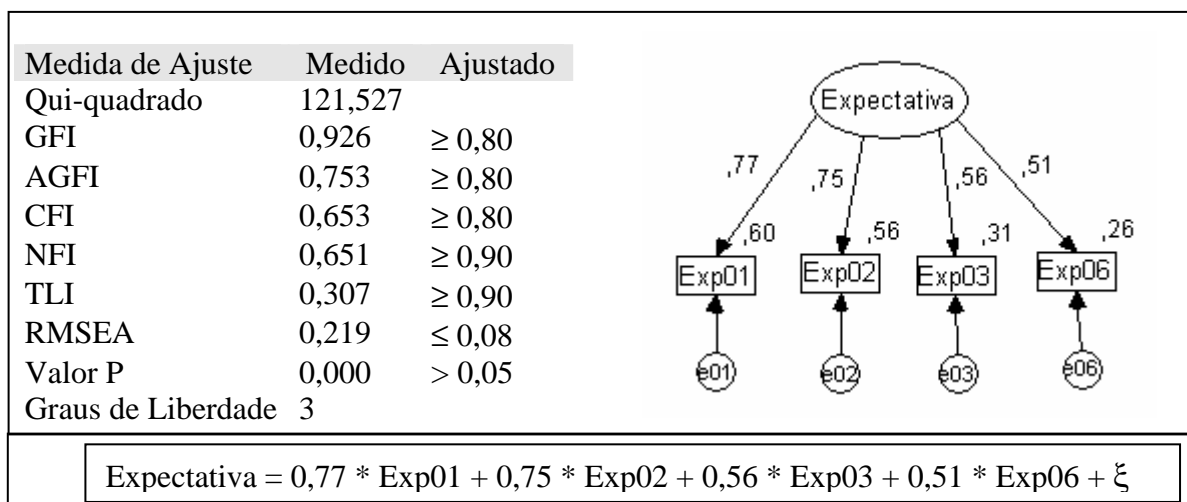 Medida de Ajuste Medido Ajustado
Qui-quadrado 121,527
GFI 0,926 ≥ 0,80
AGFI 0,753 ≥ 0,80
CFI 0,653 ≥ 0,80
NFI 0,651 ≥ 0,90
TLI 0,307 ≥ 0,90
RMSEA 0,219 ≤ 0,08
Valor P 0,000 > 0,05
Graus de Liberdade 3
Expectativa
,77 ,75 ,56 ,51
,60 ,56 ,31 ,26
Exp01 Exp02 Exp03 Exp06
e01 e02 e03 e06
Expectativa = 0,77 * Exp01 + 0,75 * Exp02 + 0,56 * Exp03 + 0,51 * Exp06 + ξ